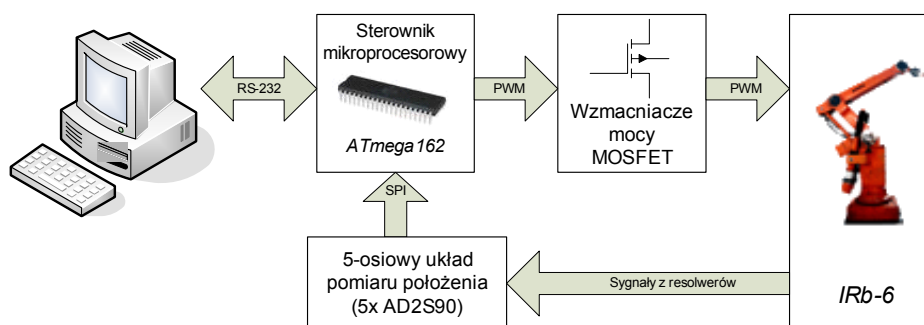 Sterownik
mikroprocesorowy
RS-232
PWM
PWM
ATmega162
Wzmacniacze
mocy
MOSFET
SPI
5-osiowy układ
pomiaru położenia
(5x AD2S90)
Sygnały z resolwerów
IRb-6